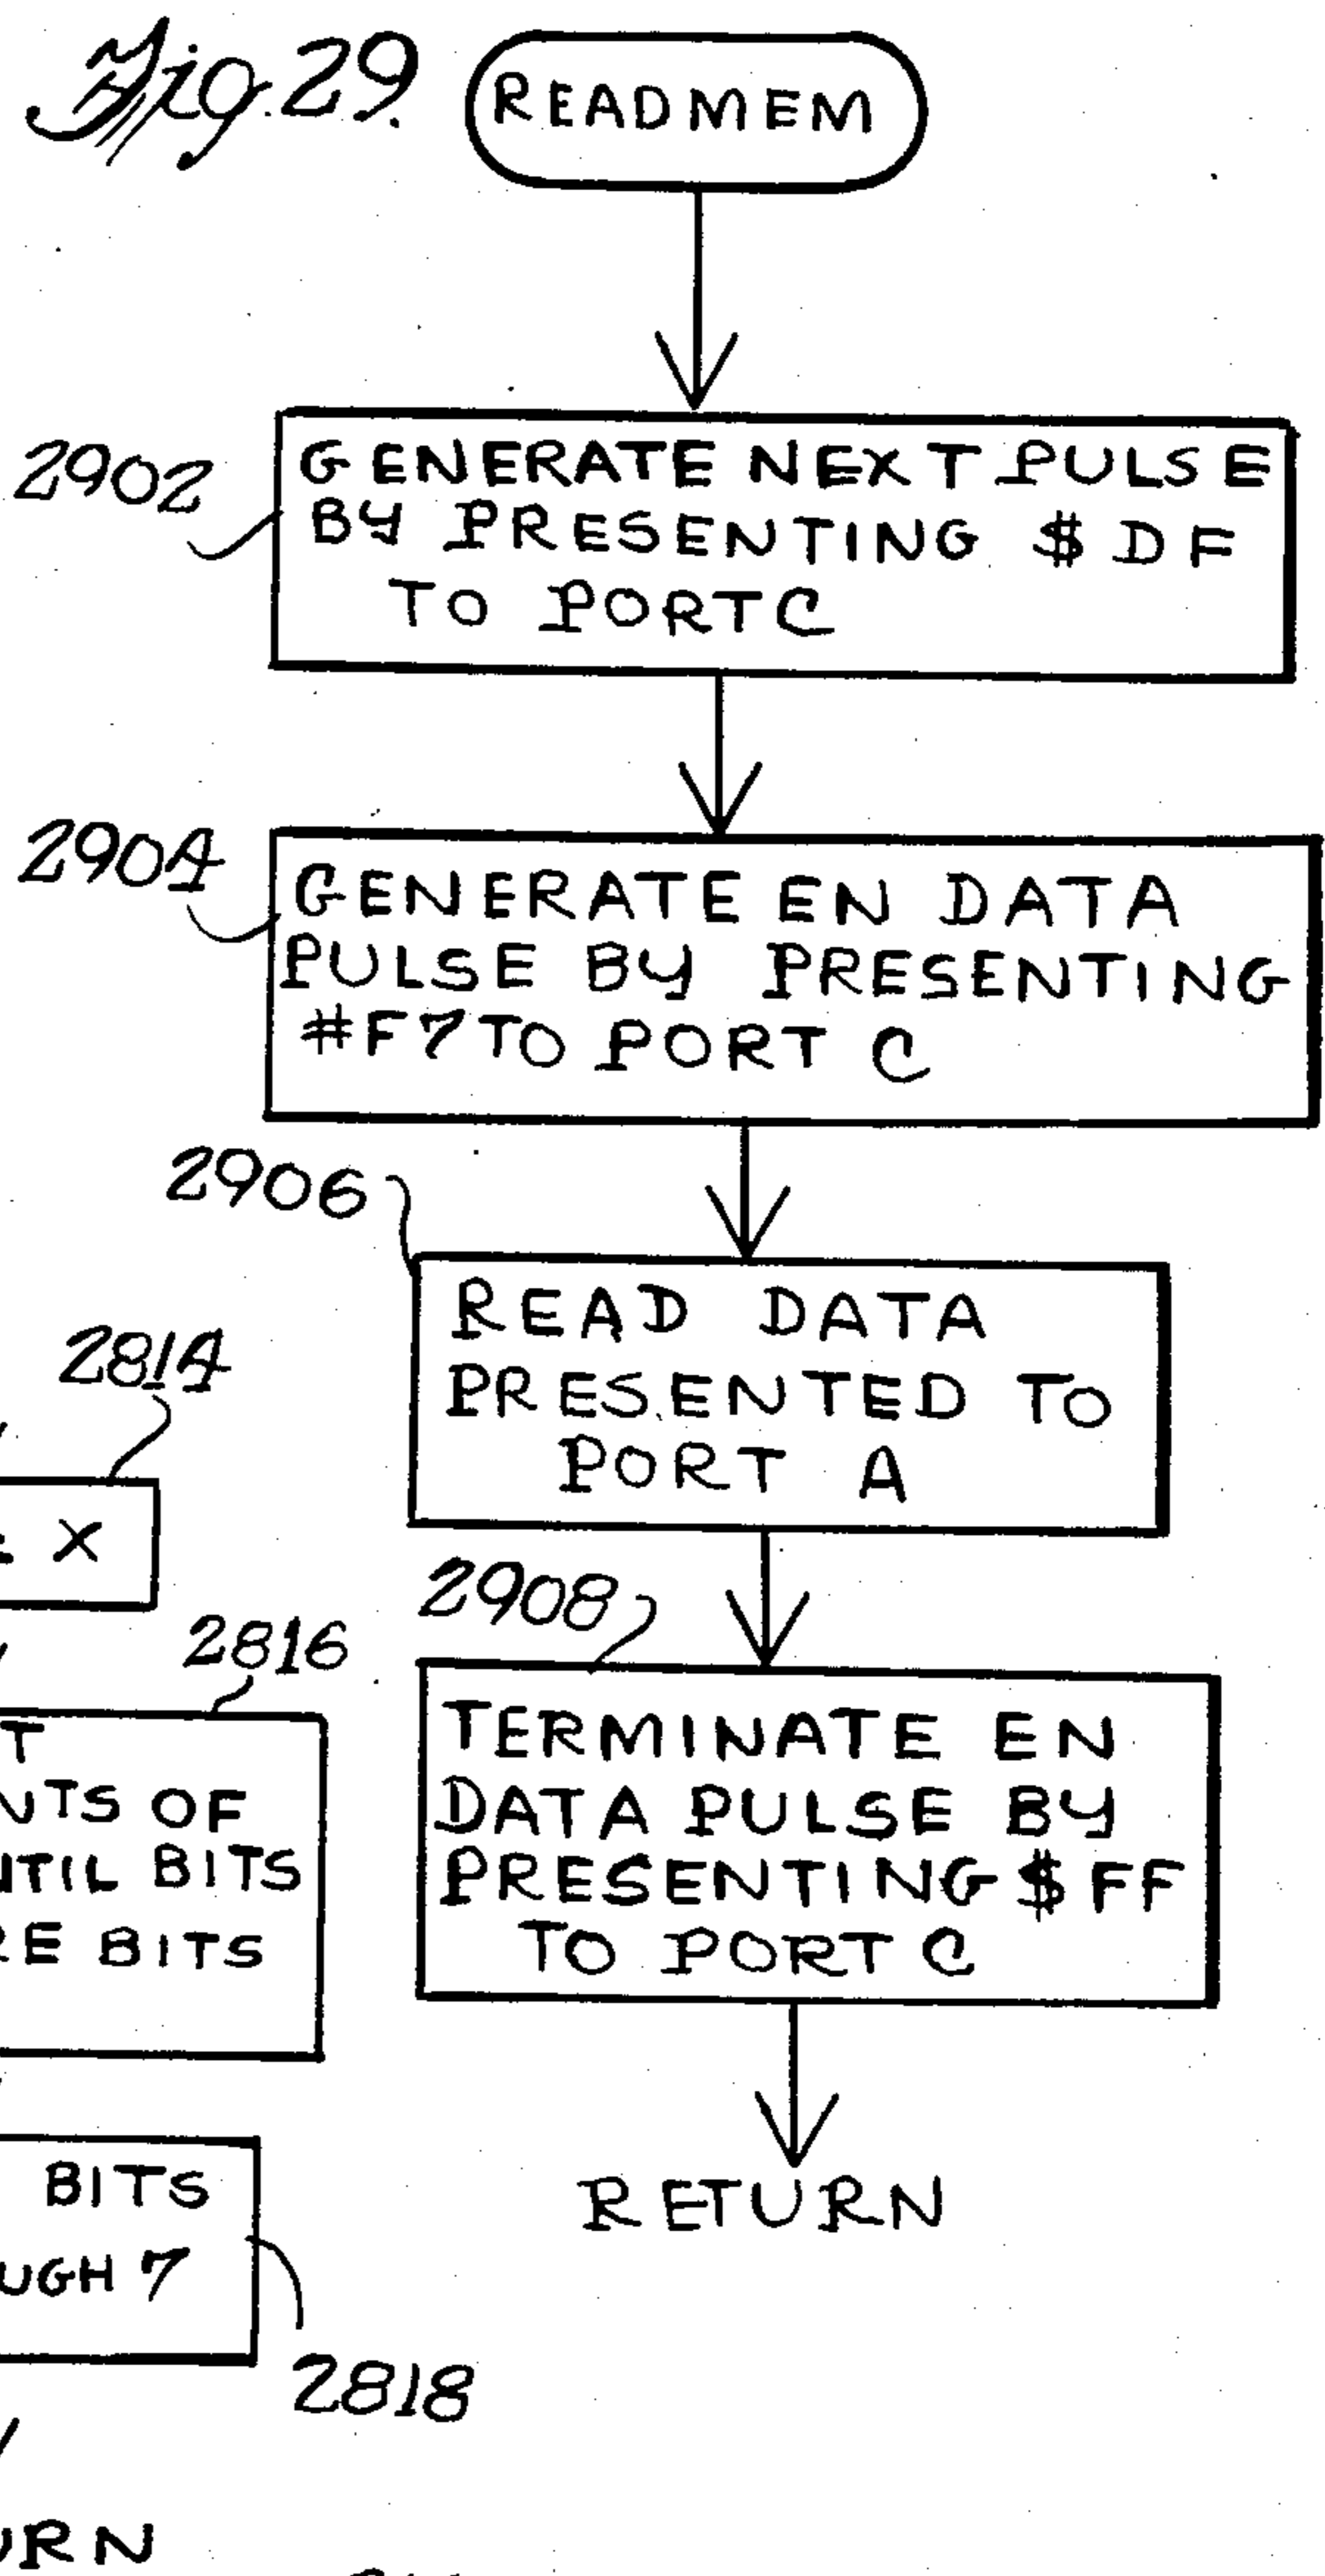 Fig. 29.
READMEM
2902
GENERATE NEXT PULSE
BY PRESENTING $DF
TO PORT C
2904
GENERATE EN DATA
PULSE BY PRESENTING
#F7 TO PORT C
2906
READ DATA
PRESENTED TO
PORT A
2908
TERMINATE EN
DATA PULSE BY
PRESENTING $FF
TO PORT C
RETURN
2814
X
2816
T
NTS OF
NTIL BITS
RE BITS
BITS
UGH 7
2818
URN